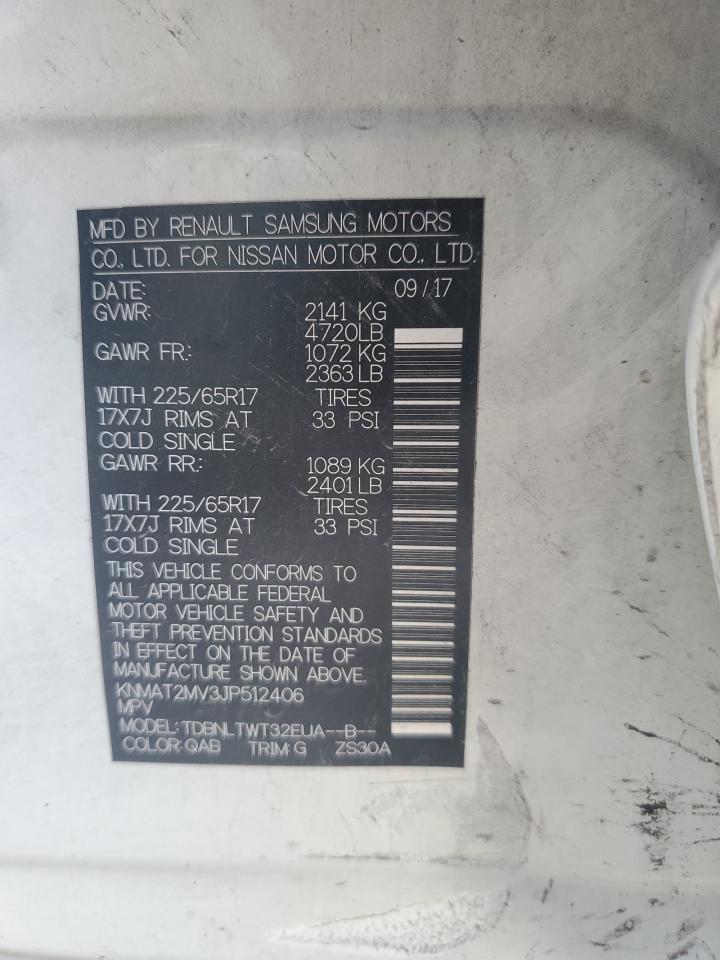 MFD BY RENAULT SAMSUNG MOTORS
CO., LTD. FOR NISSAN MOTOR CO., LTD.
DATE: 09/17
GVWR: 2141 KG
4720LB
GAWR FR.: 1072 KG
2363 LB
WITH 225/65R17 TIRES
17X7J RIMS AT 33 PSI
COLD SINGLE
GAWR RR.: 1089 KG
2401 LB
WITH 225/65R17 TIRES
17X7J RIMS AT 33 PSI
COLD SINGLE
THIS VEHICLE CONFORMS TO
ALL APPLICABLE FEDERAL
MOTOR VEHICLE SAFETY AND
THEFT PREVENTION STANDARDS
IN EFFECT ON THE DATE OF
MANUFACTURE SHOWN ABOVE.
KNMAT2MV3JP512406
MPV
MODEL: TDBNLTWT32EUA--B--
COLOR: QAB TRIM: G ZS30A